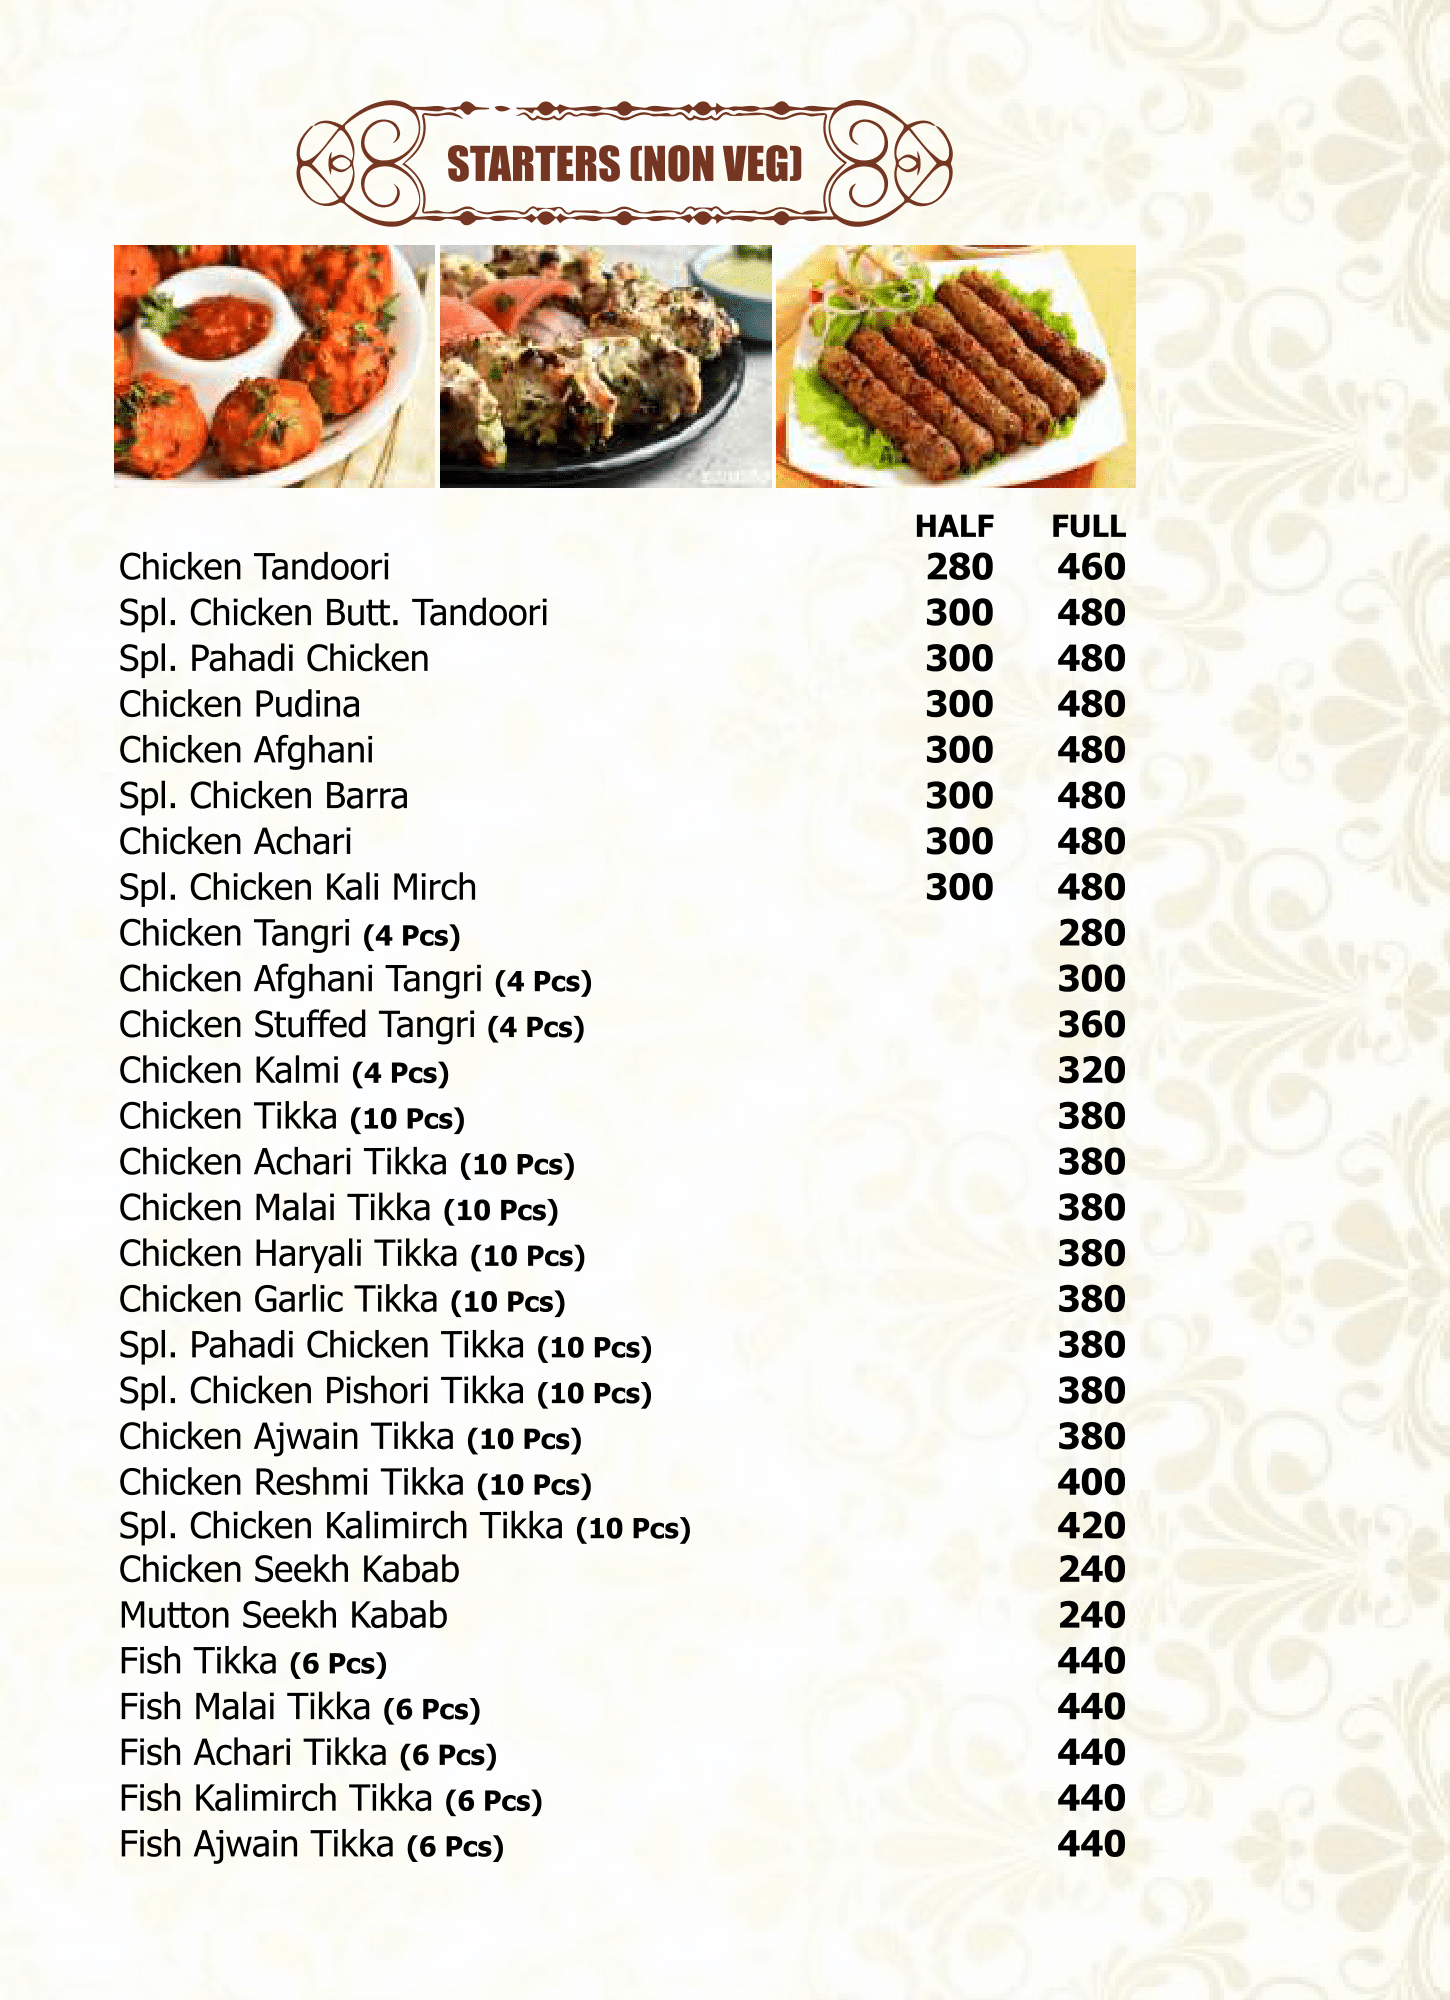 STARTERS (NON VEG)
HALF FULL
Chicken Tandoori 280 460
Spl. Chicken Butt. Tandoori 300 480
Spl. Pahadi Chicken 300 480
Chicken Pudina 300 480
Chicken Afghani 300 480
Spl. Chicken Barra 300 480
Chicken Achari 300 480
Spl. Chicken Kali Mirch 300 480
Chicken Tangri (4 Pcs) 280
Chicken Afghani Tangri (4 Pcs) 300
Chicken Stuffed Tangri (4 Pcs) 360
Chicken Kalmi (4 Pcs) 320
Chicken Tikka (10 Pcs) 380
Chicken Achari Tikka (10 Pcs) 380
Chicken Malai Tikka (10 Pcs) 380
Chicken Haryali Tikka (10 Pcs) 380
Chicken Garlic Tikka (10 Pcs) 380
Spl. Pahadi Chicken Tikka (10 Pcs) 380
Spl. Chicken Pishori Tikka (10 Pcs) 380
Chicken Ajwain Tikka (10 Pcs) 380
Chicken Reshmi Tikka (10 Pcs) 400
Spl. Chicken Kalimirch Tikka (10 Pcs) 420
Chicken Seekh Kabab 240
Mutton Seekh Kabab 240
Fish Tikka (6 Pcs) 440
Fish Malai Tikka (6 Pcs) 440
Fish Achari Tikka (6 Pcs) 440
Fish Kalimirch Tikka (6 Pcs) 440
Fish Ajwain Tikka (6 Pcs) 440